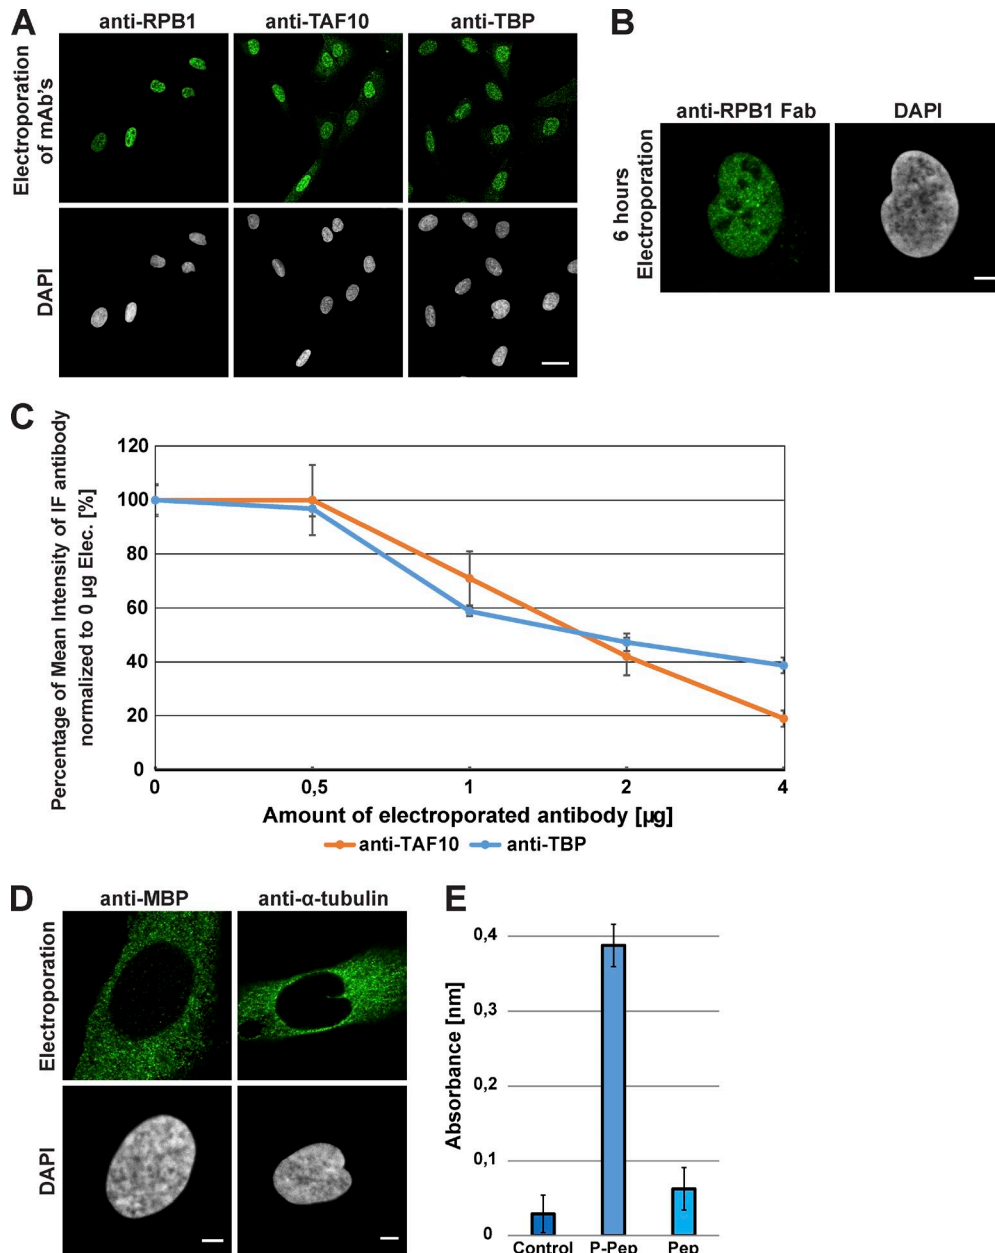 A
anti-RPB1 anti-TAF10 anti-TBP
Electroporation
of mAb's
DAPI
B
anti-RPB1 Fab DAPI
6 hours
Electroporation
C
Percentage of Mean Intensity of IF antibody
normalized to 0 µg Elec. [%]
120
100
80
60
40
20
0
0 0,5 1 2 4
Amount of electroporated antibody [µg]
anti-TAF10 anti-TBP
D
anti-MBP anti-α-tubulin
Electroporation
DAPI
E
Absorbance [nm]
0,4
0,3
0,2
0,1
0
Control P-Pep Pep